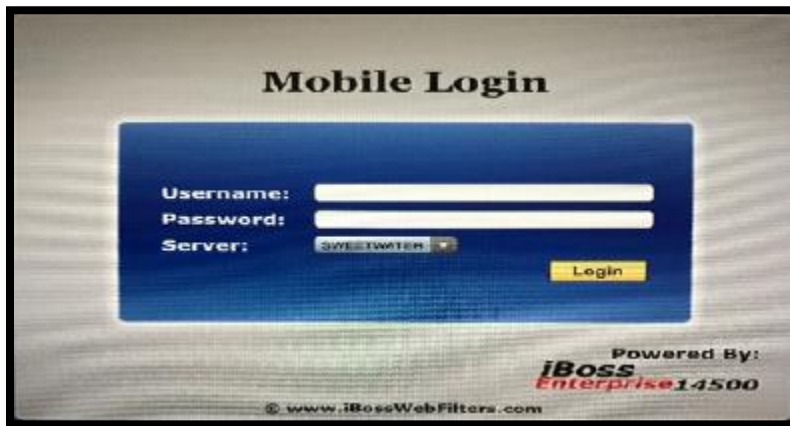 Mobile Login
Username:
Password:
Server: SWEETWATER
Login
Powered By:
iBoss
Enterprise14500
© www.iBossWebFilters.com